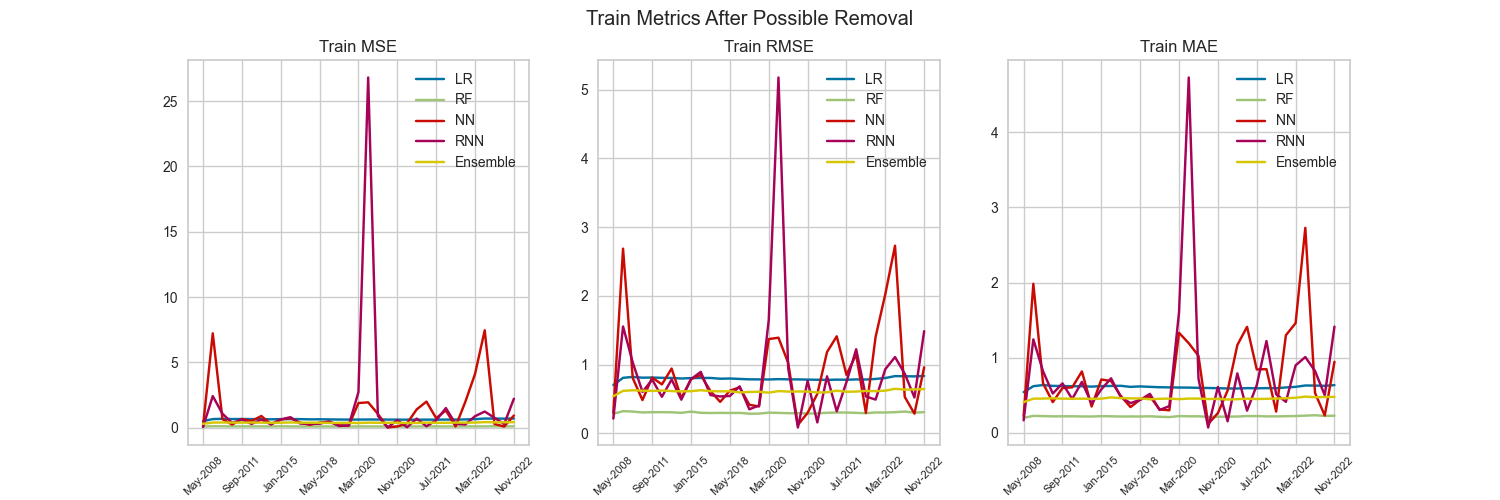 Train Metrics After Possible Removal
Train MSE
LR
RF
NN
RNN
Ensemble
25
20
15
10
5
0
May-2008
Sep-2011
Jan-2015
May-2018
Mar-2020
Nov-2020
Jul-2021
Mar-2022
Nov-2022
Train RMSE
LR
RF
NN
RNN
Ensemble
5
4
3
2
1
0
May-2008
Sep-2011
Jan-2015
May-2018
Mar-2020
Nov-2020
Jul-2021
Mar-2022
Nov-2022
Train MAE
LR
RF
NN
RNN
Ensemble
4
3
2
1
0
May-2008
Sep-2011
Jan-2015
May-2018
Mar-2020
Nov-2020
Jul-2021
Mar-2022
Nov-2022